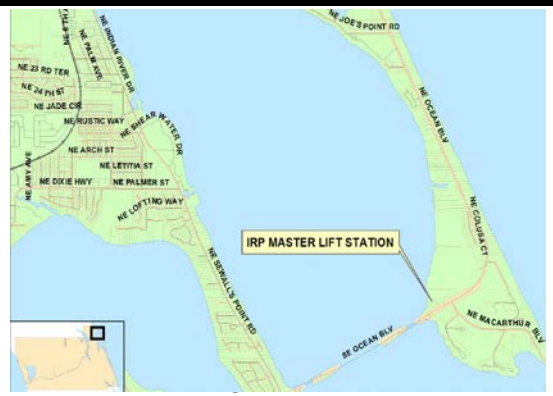 NE 6TH A
NE PALM AVE
NE INDIAN RIVER DR
NE JOE'S POINT RD
NE 23 RD TER
NE 24 TH ST
NE JADE CIR
NE OCEAN BLV
NE RUSTIC WAY
NE SHEAR WATER DR
NE ARCH ST
NE LETITIA ST
NE AMY AVE
NE DIXIE HWY
NE PALMER ST
NE LOFTING WAY
NE COLUSA CT
IRP MASTER LIFT STATION
NE SEWALL'S POINT RD
SE OCEAN BLV
NE MACARTHUR BLV